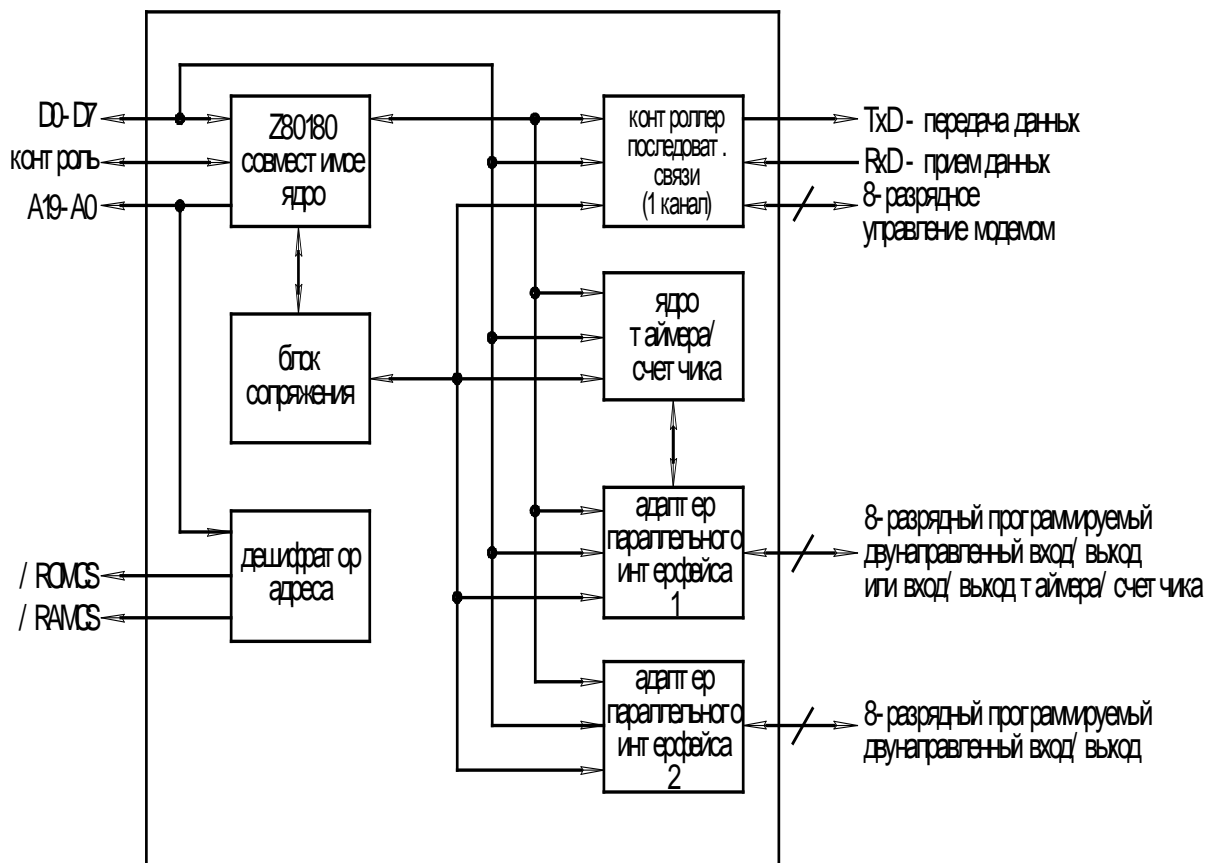 D0-D7
контроль
A19-A0
Z80180
совместимое
ядро
контроллер
последоват.
связи
(1 канал)
TxD - передача данных
RxD - прием данных
8-разрядное
управление модемом
ядро
таймера/
счетчика
блок
сопряжения
дешифратор
адреса
/ ROMCS
/ RAMCS
адаптер
параллельного
интерфейса
1
8-разрядный программируемый
двунаправленный вход/ выход
или вход/ выход таймера/ счетчика
адаптер
параллельного
интерфейса
2
8-разрядный программируемый
двунаправленный вход/ выход